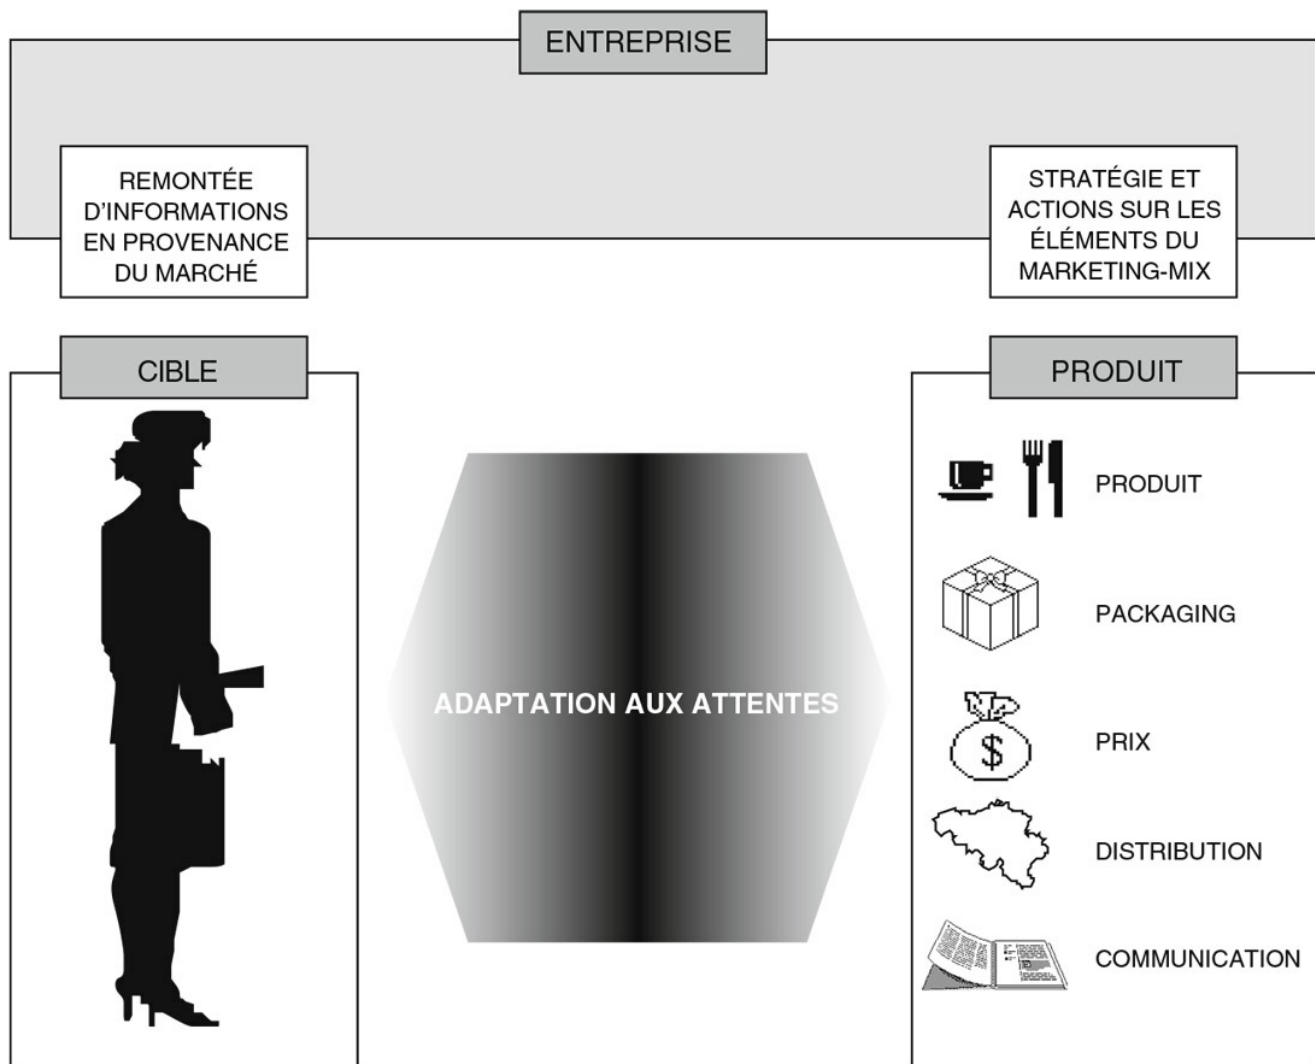 ENTREPRISE
REMONTÉE
D'INFORMATIONS
EN PROVENANCE
DU MARCHÉ
STRATÉGIE ET
ACTIONS SUR LES
ÉLÉMENTS DU
MARKETING-MIX
CIBLE
PRODUIT
ADAPTATION AUX ATTENTES
PRODUIT
PACKAGING
$
PRIX
DISTRIBUTION
COMMUNICATION